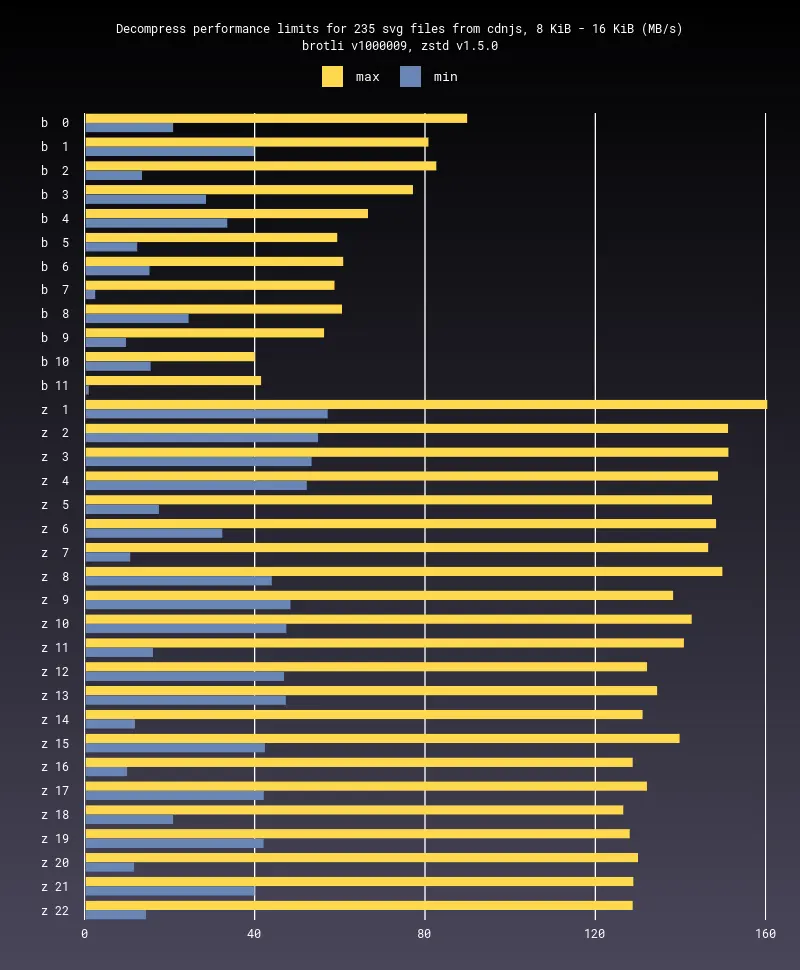 Decompress performance limits for 235 svg files from cdnjs, 8 KiB - 16 KiB (MB/s)
brotli v1000009, zstd v1.5.0
max min
b 0
b 1
b 2
b 3
b 4
b 5
b 6
b 7
b 8
b 9
b 10
b 11
z 1
z 2
z 3
z 4
z 5
z 6
z 7
z 8
z 9
z 10
z 11
z 12
z 13
z 14
z 15
z 16
z 17
z 18
z 19
z 20
z 21
z 22
0 40 80 120 160